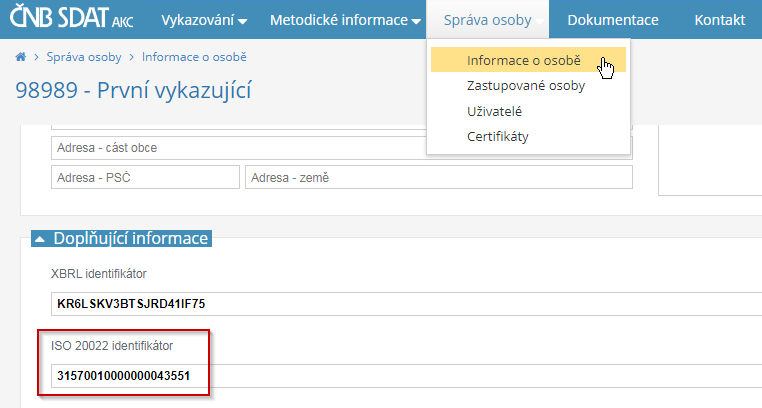 ČNB SDAT AKC
Vykazování Metodické informace Správa osoby Dokumentace Kontakt
Správa osoby Informace o osobě
98989 - První vykazující
Informace o osobě
Zastupované osoby
Uživatelé
Certifikáty
Adresa - část obce
Adresa - PSČ Adresa - země
Doplňující informace
XBRL identifikátor
KR6LSKV3BTSJRD41IF75
ISO 20022 identifikátor
31570010000000043551